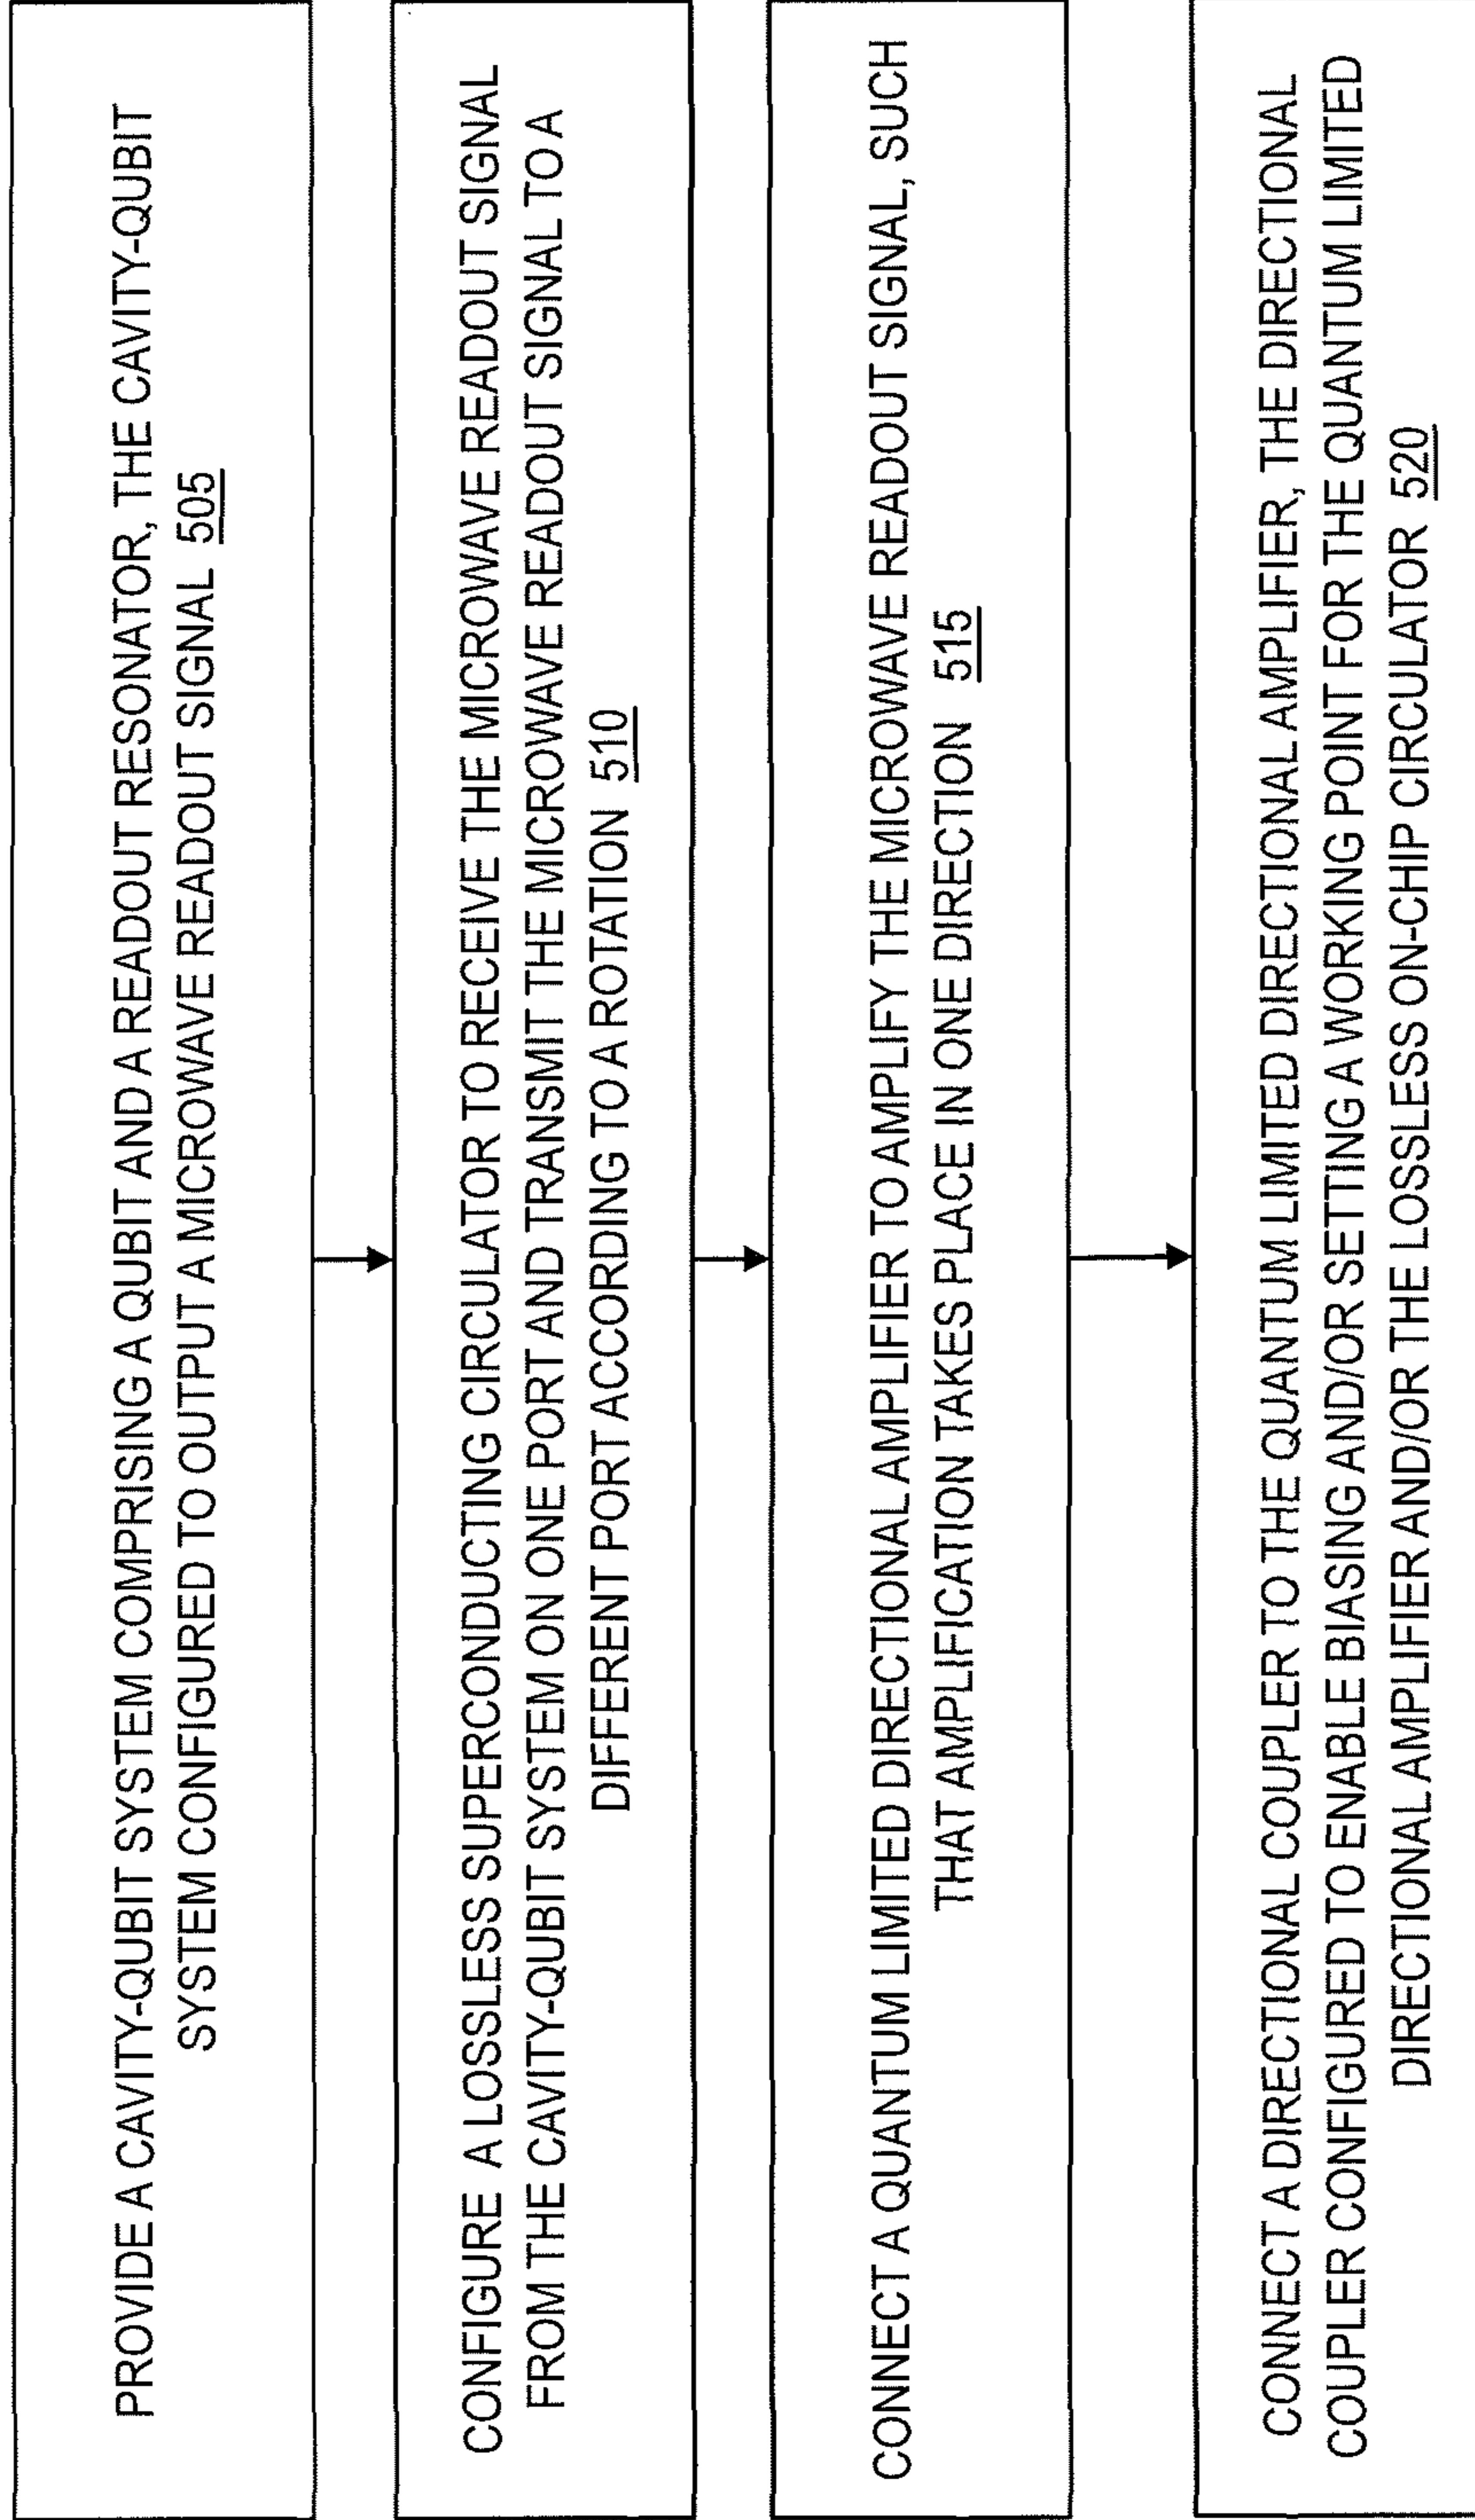 PROVIDE A CAVITY-QUBIT SYSTEM COMPRISING A QUBIT AND A READOUT RESONATOR, THE CAVITY-QUBIT
SYSTEM CONFIGURED TO OUTPUT A MICROWAVE READOUT SIGNAL 505
CONFIGURE A LOSSLESS SUPERCONDUCTING CIRCULATOR TO RECEIVE THE MICROWAVE READOUT SIGNAL
FROM THE CAVITY-QUBIT SYSTEM ON ONE PORT AND TRANSMIT THE MICROWAVE READOUT SIGNAL TO A
DIFFERENT PORT ACCORDING TO A ROTATION 510
CONNECT A QUANTUM LIMITED DIRECTIONAL AMPLIFIER TO AMPLIFY THE MICROWAVE READOUT SIGNAL, SUCH
THAT AMPLIFICATION TAKES PLACE IN ONE DIRECTION 515
CONNECT A DIRECTIONAL COUPLER TO THE QUANTUM LIMITED DIRECTIONAL AMPLIFIER, THE DIRECTIONAL
COUPLER CONFIGURED TO ENABLE BIASING AND/OR SETTING A WORKING POINT FOR THE QUANTUM LIMITED
DIRECTIONAL AMPLIFIER AND/OR THE LOSSLESS ON-CHIP CIRCULATOR 520